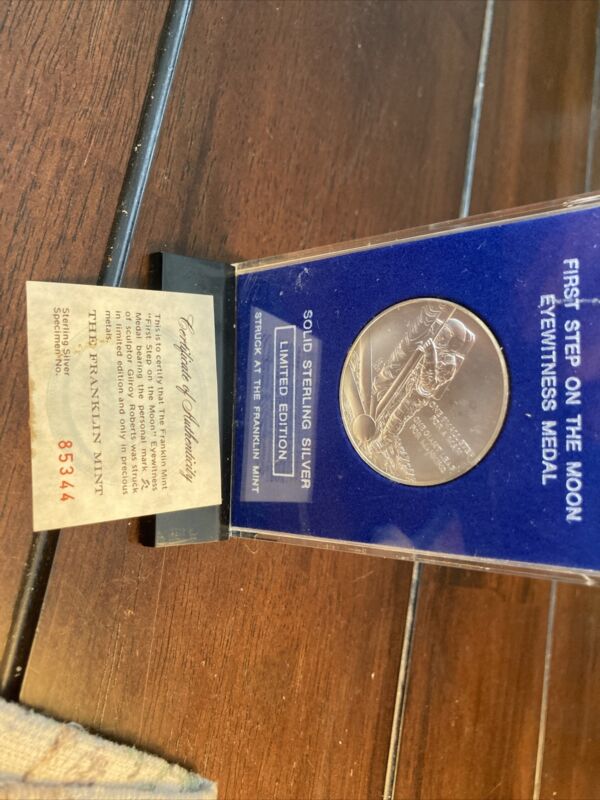 FIRST STEP ON THE MOON
EYEWITNESS MEDAL
SOLID STERLING SILVER
LIMITED EDITION
STRUCK AT THE FRANKLIN MINT
Certificate of Authenticity
This is to certify that The Franklin Mint
"First Step on the Moon" Eyewitness
Medal bearing the personal mark
of sculptor Gilroy Roberts was struck
in limited edition and only in precious
metals.
THE FRANKLIN MINT
Sterling Silver
Specimen No. 85344